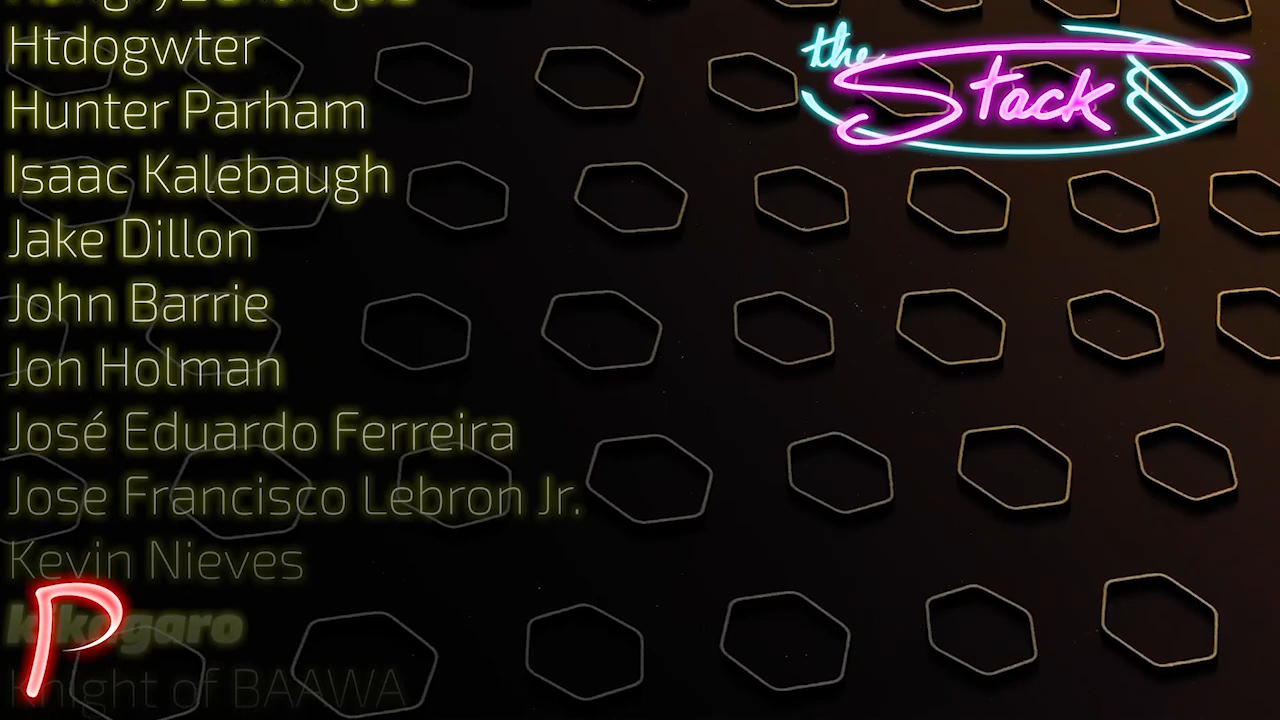 Htdogwter
Hunter Parham
Isaac Kalebaugh
Jake Dillon
John Barrie
Jon Holman
José Eduardo Ferreira
Jose Francisco Lebron Jr.
Kevin Nieves
Knight of BAAWA
P
the
Stack